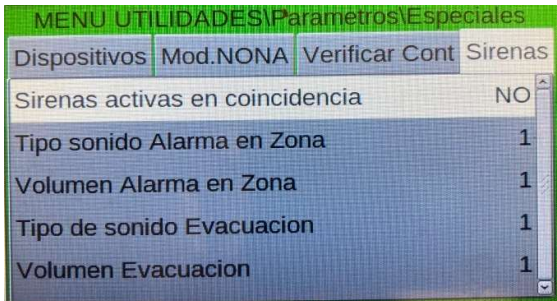 MENU UTILIDADES\Parametros\Especiales
Dispositivos Mod.NONA Verificar Cont Sirenas
Sirenas activas en coincidencia NO
Tipo sonido Alarma en Zona 1
Volumen Alarma en Zona 1
Tipo de sonido Evacuacion 1
Volumen Evacuacion 1